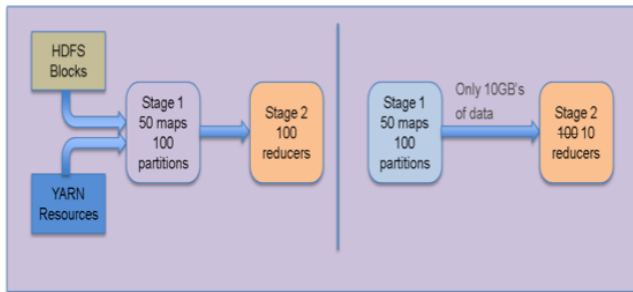 HDFS
Blocks
YARN
Resources
Stage 1
50 maps
100
partitions
Stage 2
100
reducers
Stage 1
50 maps
100
partitions
Only 10GB's
of data
Stage 2
100 10
reducers